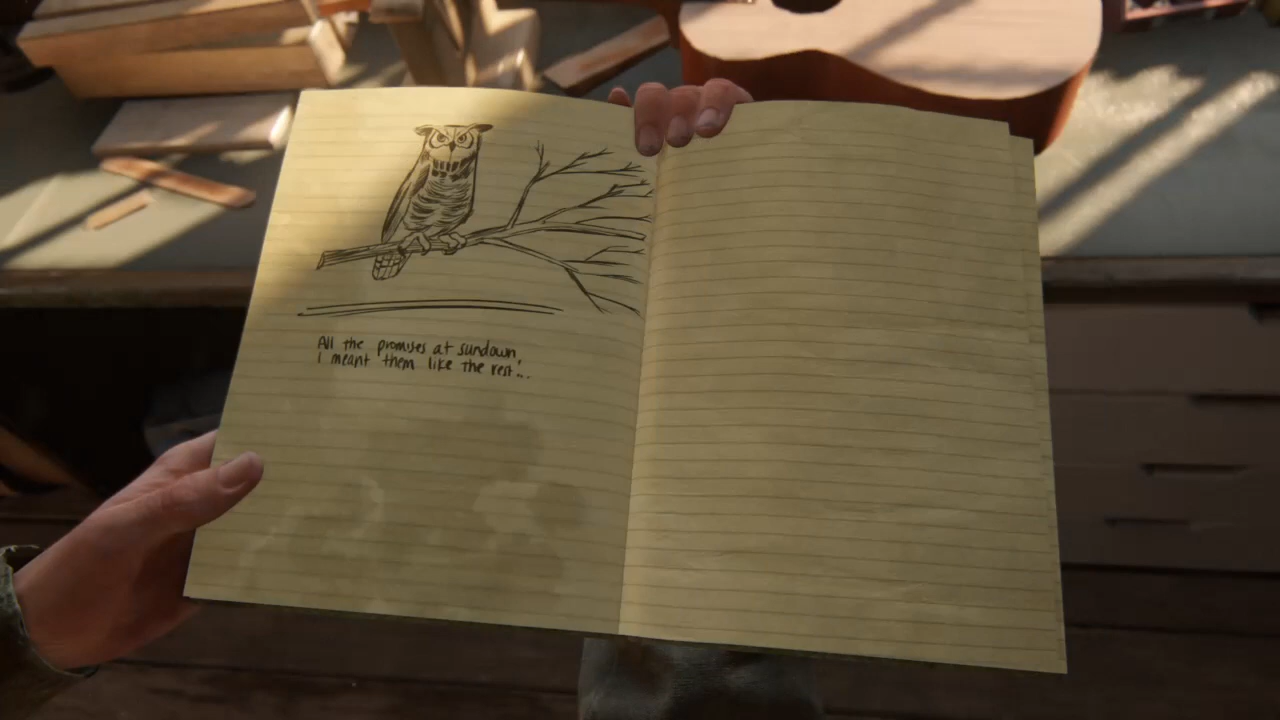 All the promises at sundown,
I meant them like the rest...